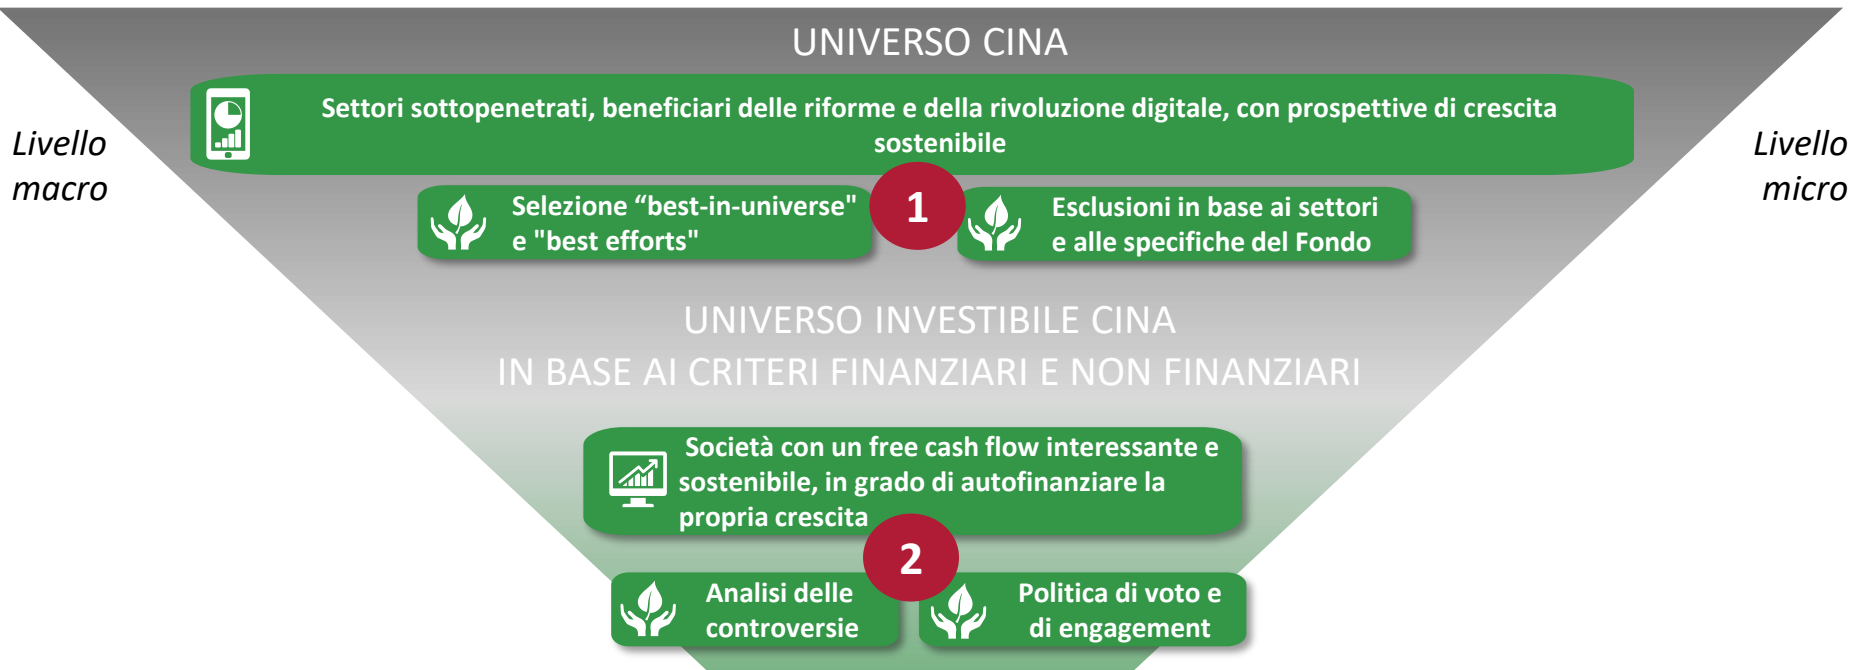 UNIVERSO CINA
Settori sottopenetrati, beneficiari delle riforme e della rivoluzione digitale, con prospettive di crescita
sostenibile
Livello
macro
Livello
micro
Selezione “best-in-universe"
e "best efforts"
1
Esclusioni in base ai settori
e alle specifiche del Fondo
UNIVERSO INVESTIBILE CINA
IN BASE AI CRITERI FINANZIARI E NON FINANZIARI
Società con un free cash flow interessante e
sostenibile, in grado di autofinanziare la
propria crescita
2
Analisi delle
controversie
Politica di voto e
di engagement